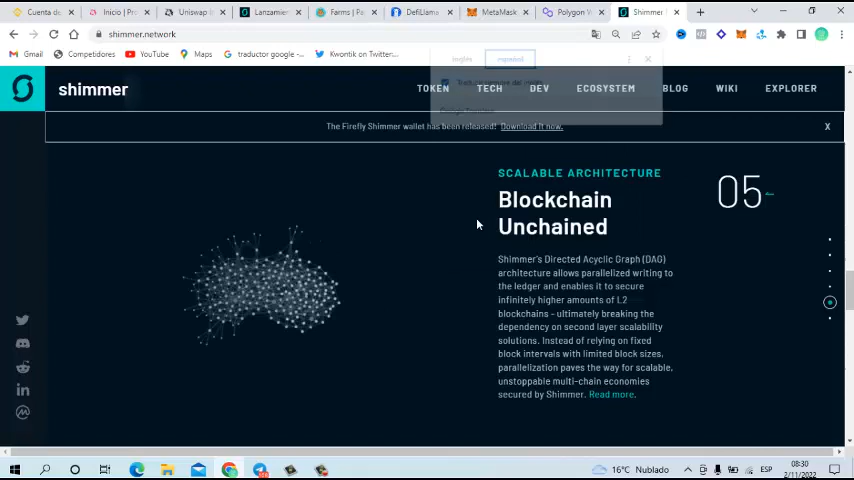 Cuenta de
Inicio | Pro
Uniswap I
Lanzamien
Farms | Pa
DefiLlama
MetaMask
Polygon V
Shimmer
shimmer.network
Gmail
Competidores
YouTube
Maps
traductor google -...
Kwontik on Twitter:...
inglés
español
shimmer
TOKEN
TECH
DEV
ECOSYSTEM
BLOG
WIKI
EXPLORER
The Firefly Shimmer wallet has been released! Download it now.
X
SCALABLE ARCHITECTURE
Blockchain
Unchained
05
Shimmer's Directed Acyclic Graph (DAG)
architecture allows parallelized writing to
the ledger and enables it to secure
infinitely higher amounts of L2
blockchains - ultimately breaking the
dependency on second layer scalability
solutions. Instead of relying on fixed
block intervals with limited block sizes,
parallelization paves the way for scalable,
unstoppable multi-chain economies
secured by Shimmer. Read more.
16°C Nublado
ESP
08:30
2/11/2022